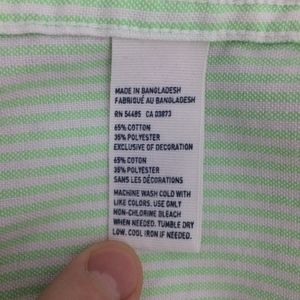 MADE IN BANGLADESH
FABRIQUÉ AU BANGLADESH
RN 54485 CA 03873
65% COTTON
35% POLYESTER
EXCLUSIVE OF DECORATION
65% COTON
35% POLYESTER
SANS LES DÉCORATIONS
MACHINE WASH COLD WITH
LIKE COLORS. USE ONLY
NON-CHLORINE BLEACH
WHEN NEEDED. TUMBLE DRY
LOW. COOL IRON IF NEEDED.